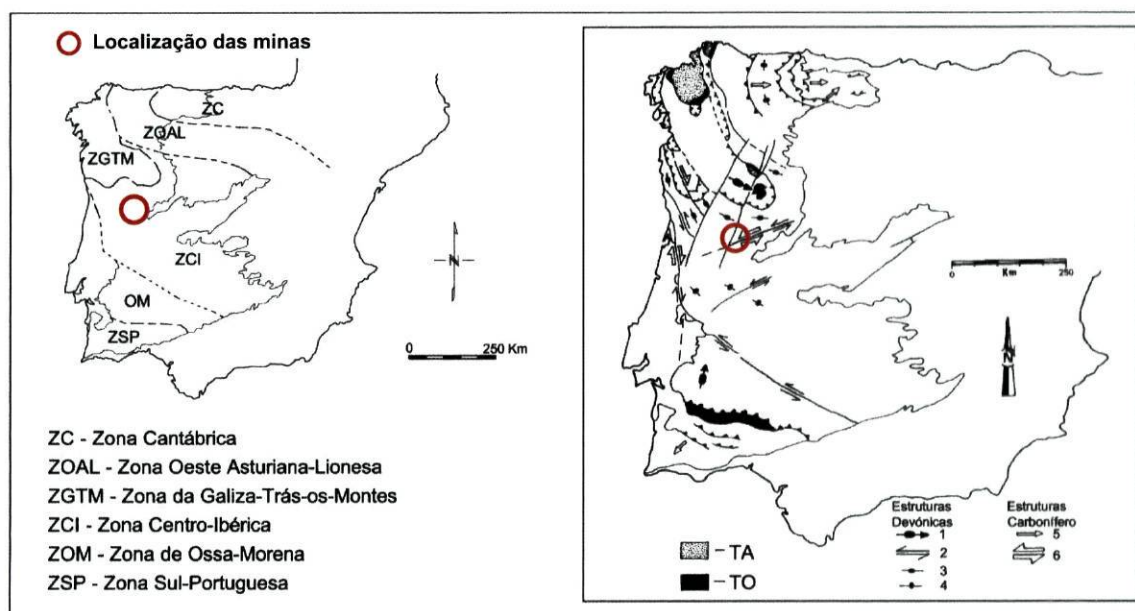 Localização das minas
ZC
ZOAL
ZGTM
ZCI
OM
ZSP
N
0 250 Km
ZC - Zona Cantábrica
ZOAL - Zona Oeste Asturiana-Lionesa
ZGTM - Zona da Galiza-Trás-os-Montes
ZCI - Zona Centro-Ibérica
ZOM - Zona de Ossa-Morena
ZSP - Zona Sul-Portuguesa
0 Km 250
N
TA
TO
Estruturas Devónicas
1
2
3
4
Estruturas Carbonífero
5
6